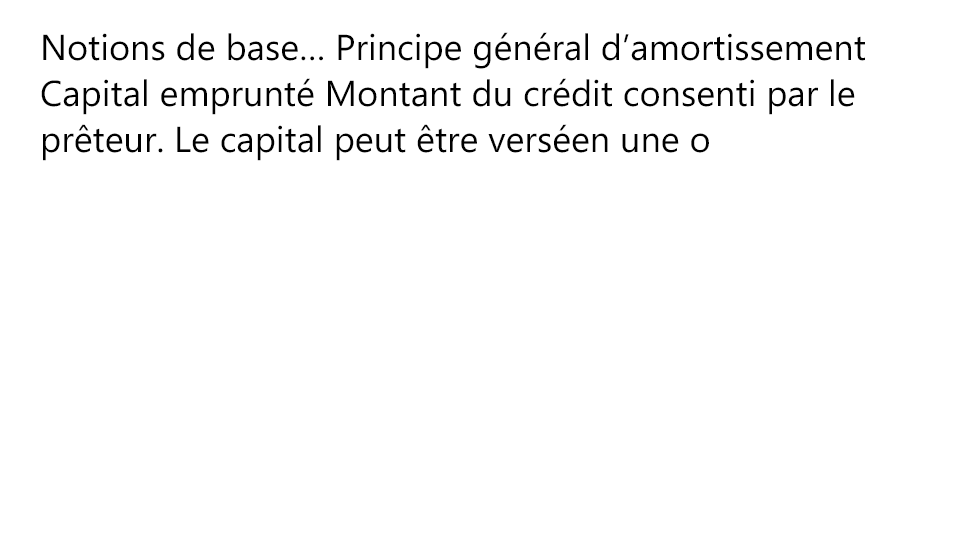 Notions de base… Principe général d’amortissement
Capital emprunté Montant du crédit consenti par le
prêteur. Le capital peut être verséen une o